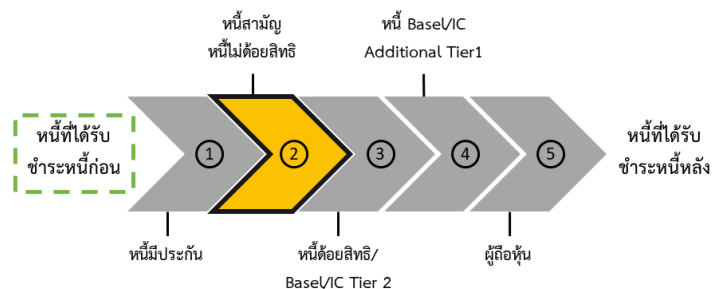 หนี้สามัญ
หนี้ไม่ด้อยสิทธิ
หนี้ Basel/IC
Additional Tier1
หนี้ที่ได้รับ
ชำระหนี้ก่อน
1
2
3
4
5
หนี้ที่ได้รับ
ชำระหนี้หลัง
หนี้มีประกัน
หนี้ด้อยสิทธิ/
Basel/IC Tier 2
ผู้ถือหุ้น